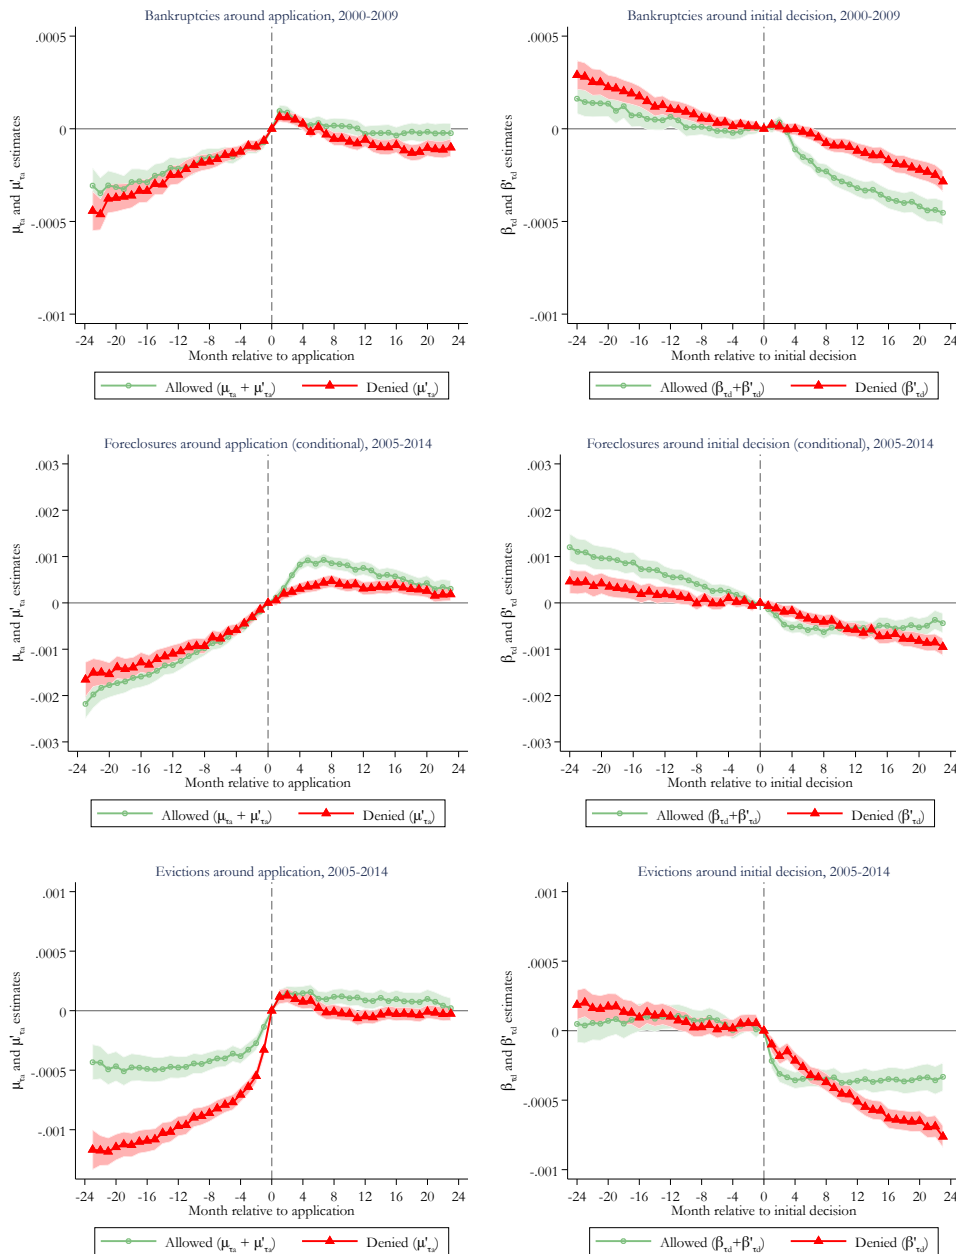 Bankruptcies around application, 2000-2009
.0005
0
-.0005
-.001
μτa and μ'τa estimates
-24 -20 -16 -12 -8 -4 0 4 8 12 16 20 24
Month relative to application
Allowed (μτa + μ'τa) Denied (μ'τa)
Bankruptcies around initial decision, 2000-2009
.0005
0
-.0005
-.001
βτd and β'τd estimates
-24 -20 -16 -12 -8 -4 0 4 8 12 16 20 24
Month relative to initial decision
Allowed (βτd+β'τd) Denied (β'τd)
Foreclosures around application (conditional), 2005-2014
.003
.002
.001
0
-.001
-.002
-.003
μτa and μ'τa estimates
-24 -20 -16 -12 -8 -4 0 4 8 12 16 20 24
Month relative to application
Allowed (μτa + μ'τa) Denied (μ'τa)
Foreclosures around initial decision (conditional), 2005-2014
.003
.002
.001
0
-.001
-.002
-.003
βτd and β'τd estimates
-24 -20 -16 -12 -8 -4 0 4 8 12 16 20 24
Month relative to initial decision
Allowed (βτd+β'τd) Denied (β'τd)
Evictions around application, 2005-2014
.001
.0005
0
-.0005
-.001
μτa and μ'τa estimates
-24 -20 -16 -12 -8 -4 0 4 8 12 16 20 24
Month relative to application
Allowed (μτa + μ'τa) Denied (μ'τa)
Evictions around initial decision, 2005-2014
.001
.0005
0
-.0005
-.001
βτd and β'τd estimates
-24 -20 -16 -12 -8 -4 0 4 8 12 16 20 24
Month relative to initial decision
Allowed (βτd+β'τd) Denied (β'τd)